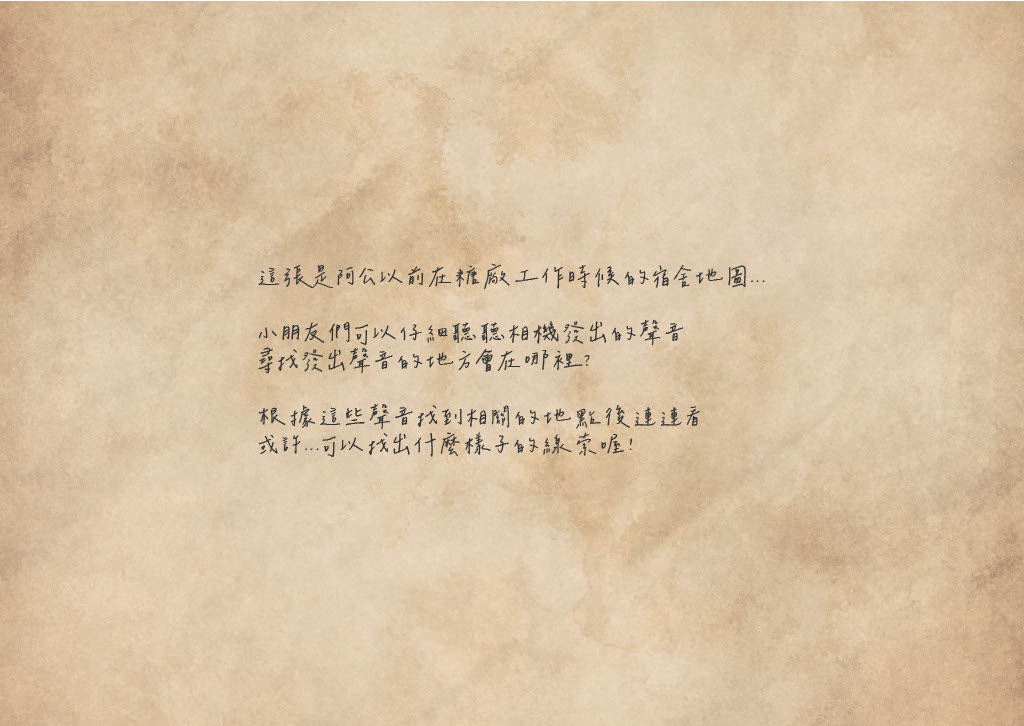 這張是阿公以前在糖廠工作時候的宿舍地圖...
小朋友們可以仔細聽聽相機發出的聲音
尋找發出聲音的地方會在哪裡?
根據這些聲音找到相關的地點後連連看
或許...可以找出什麼樣子的線索喔!